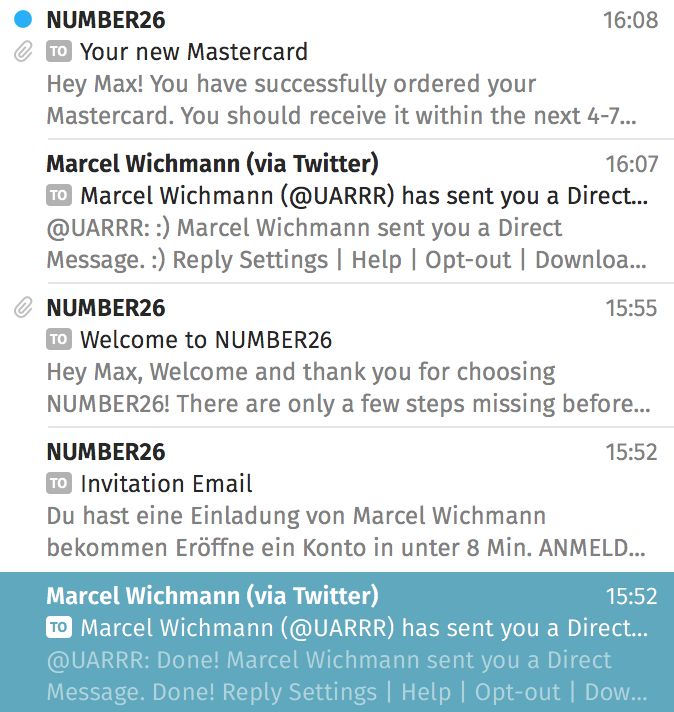 NUMBER26 16:08
TO Your new Mastercard
Hey Max! You have successfully ordered your
Mastercard. You should receive it within the next 4-7...
Marcel Wichmann (via Twitter) 16:07
TO Marcel Wichmann (@UARRR) has sent you a Direct...
@UARRR: :) Marcel Wichmann sent you a Direct
Message. :) Reply Settings | Help | Opt-out | Downloa...
NUMBER26 15:55
TO Welcome to NUMBER26
Hey Max, Welcome and thank you for choosing
NUMBER26! There are only a few steps missing before...
NUMBER26 15:52
TO Invitation Email
Du hast eine Einladung von Marcel Wichmann
bekommen Eröffne ein Konto in unter 8 Min. ANMELD...
Marcel Wichmann (via Twitter) 15:52
TO Marcel Wichmann (@UARRR) has sent you a Direct...
@UARRR: Done! Marcel Wichmann sent you a Direct
Message. Done! Reply Settings | Help | Opt-out | Dow...